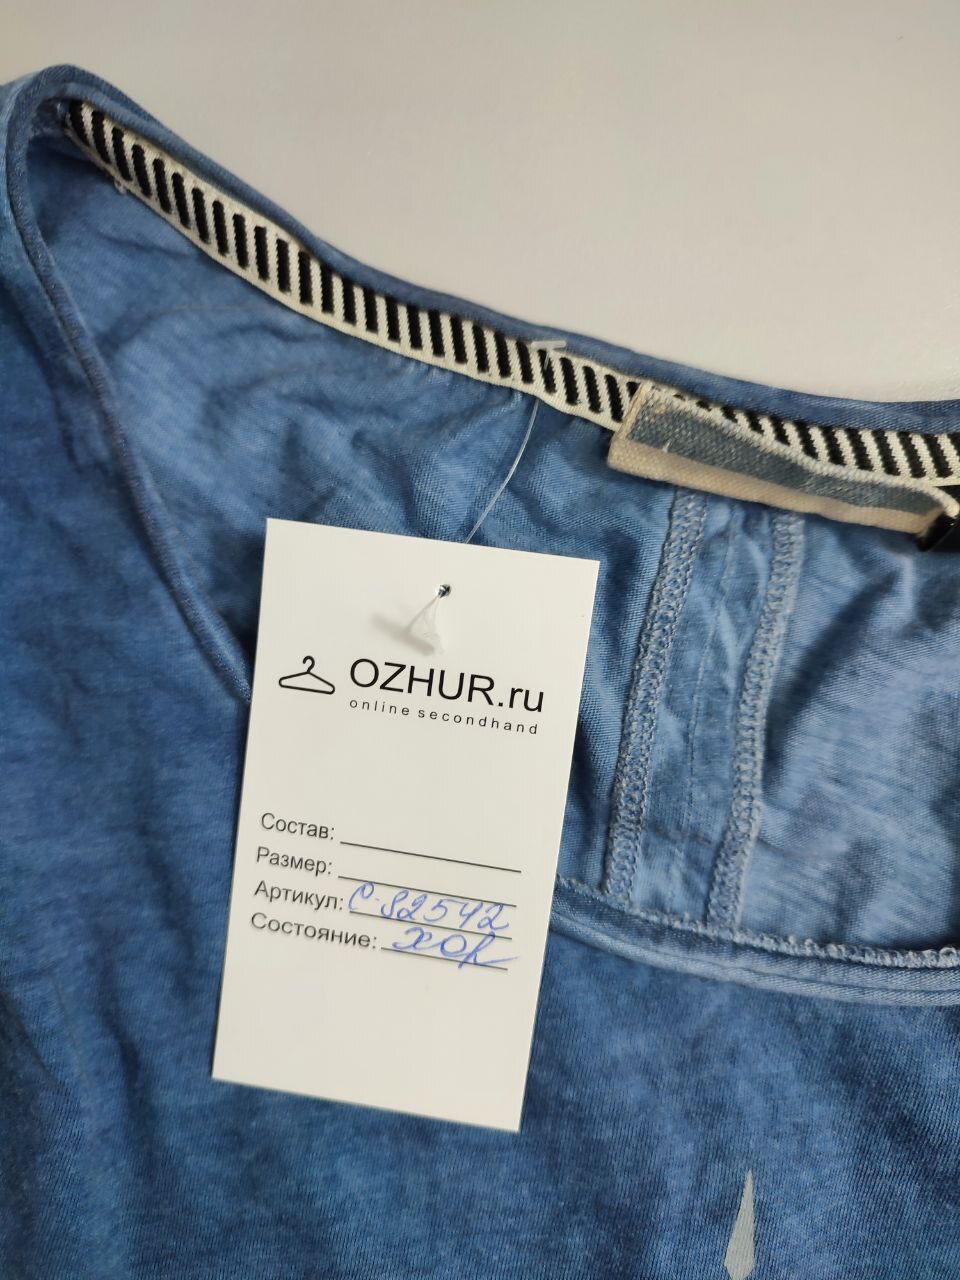 OZHUR.ru
online secondhand
Состав:
Размер:
Артикул: С-82542
Состояние: хор